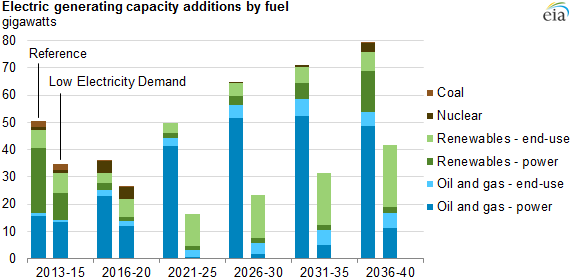 Electric generating capacity additions by fuel
gigawatts
eia
80
70
60
50
40
30
20
10
0
Reference
Low Electricity Demand
Coal
Nuclear
Renewables - end-use
Renewables - power
Oil and gas - end-use
Oil and gas - power
2013-15
2016-20
2021-25
2026-30
2031-35
2036-40